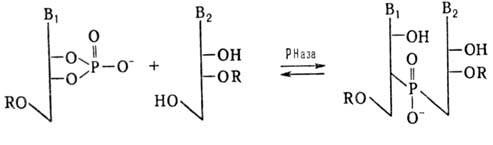 B₁ B₂ B₁ B₂
O O
P—O⁻ + —OH —OR РНаза —OH —OH —OR
O O
RO HO RO P
O⁻